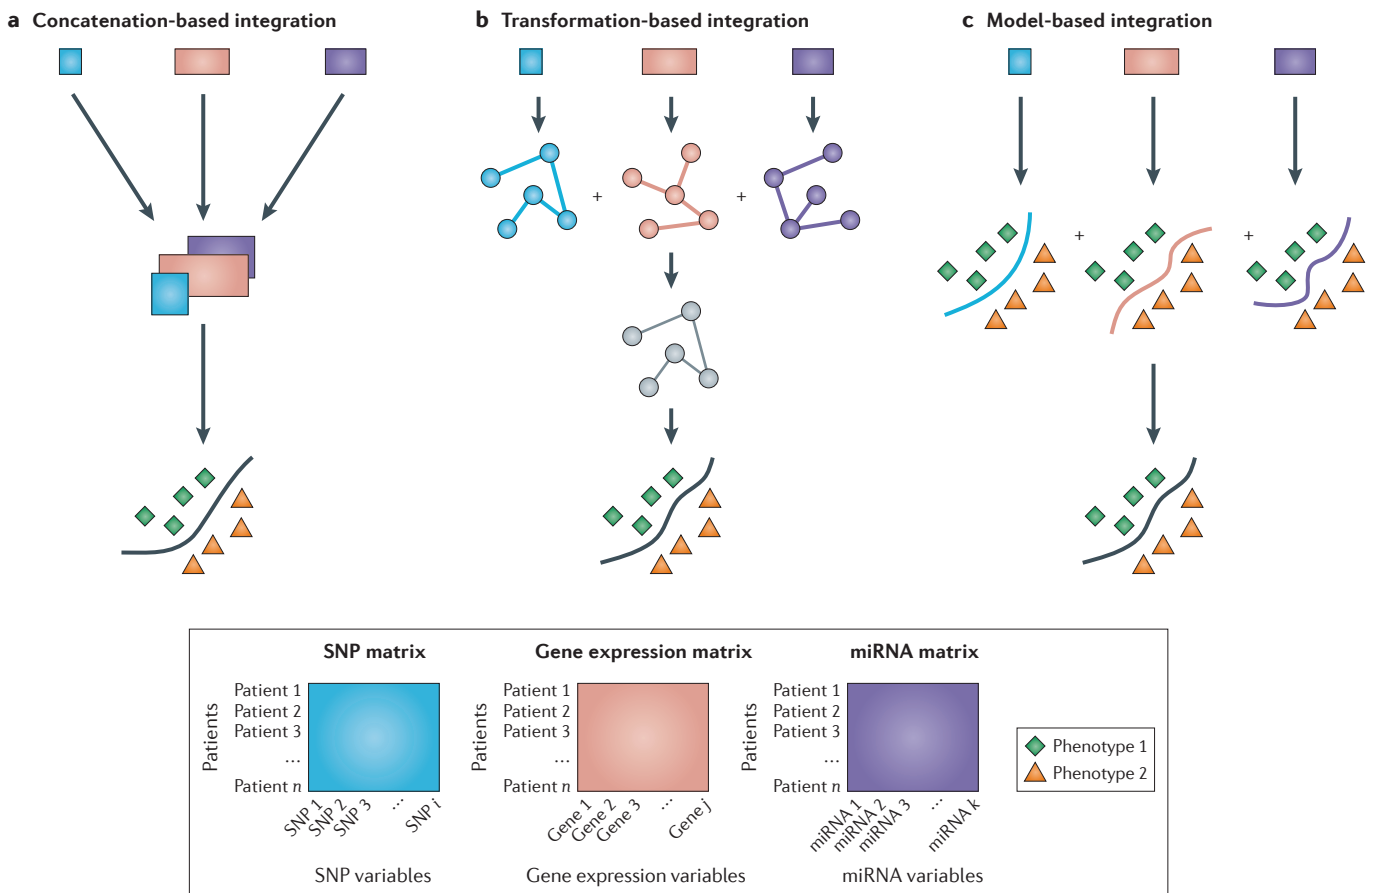 a Concatenation-based integration
b Transformation-based integration
c Model-based integration
+
+
+
+
SNP matrix
Patients
Patient 1
Patient 2
Patient 3
...
Patient n
SNP 1
SNP 2
SNP 3
...
SNP i
SNP variables
Gene expression matrix
Patients
Patient 1
Patient 2
Patient 3
...
Patient n
Gene 1
Gene 2
Gene 3
...
Gene j
Gene expression variables
miRNA matrix
Patients
Patient 1
Patient 2
Patient 3
...
Patient n
miRNA 1
miRNA 2
miRNA 3
...
miRNA k
miRNA variables
Phenotype 1
Phenotype 2